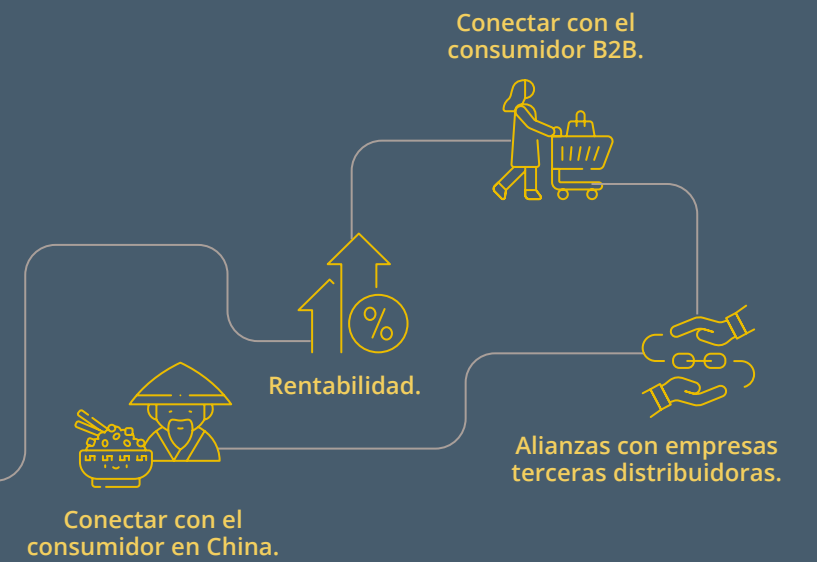 Conectar con el
consumidor B2B.
%
Rentabilidad.
Alianzas con empresas
terceras distribuidoras.
Conectar con el
consumidor en China.